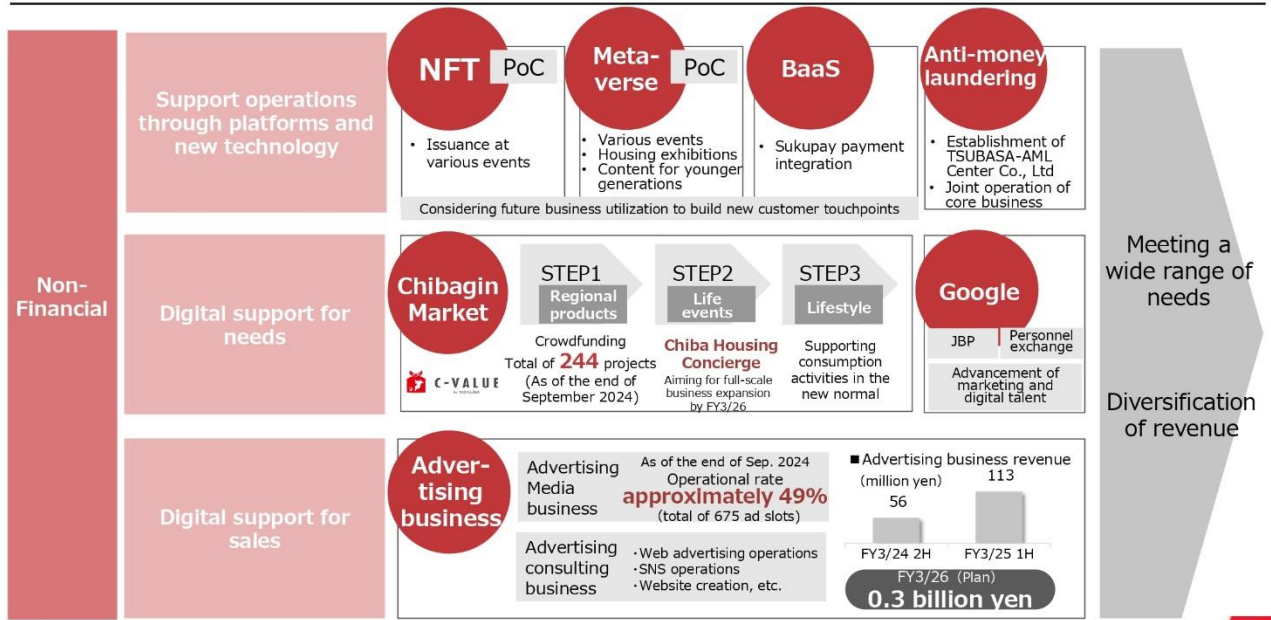 Non-
Financial
Support operations
through platforms and
new technology
NFT
PoC
• Issuance at
various events
Meta-
verse
PoC
• Various events
• Housing exhibitions
• Content for younger
generations
BaaS
• Sukupay payment
integration
Anti-money
laundering
• Establishment of
TSUBASA-AML
Center Co., Ltd
• Joint operation of
core business
Considering future business utilization to build new customer touchpoints
Digital support for
needs
Chibagin
Market
C-VALUE
STEP1
Regional
products
Crowdfunding
Total of 244 projects
(As of the end of
September 2024)
STEP2
Life
events
Chiba Housing
Concierge
Aiming for full-scale
business expansion
by FY3/26
STEP3
Lifestyle
Supporting
consumption
activities in the
new normal
Google
JBP
Personnel
exchange
Advancement of
marketing and
digital talent
Digital support for
sales
Adver-
tising
business
Advertising
Media
business
As of the end of Sep. 2024
Operational rate
approximately 49%
(total of 675 ad slots)
Advertising
consulting
business
・Web advertising operations
・SNS operations
・Website creation, etc.
■Advertising business revenue
(million yen)
56
113
FY3/24 2H
FY3/25 1H
FY3/26 (Plan)
0.3 billion yen
Meeting a
wide range of
needs
Diversification
of revenue